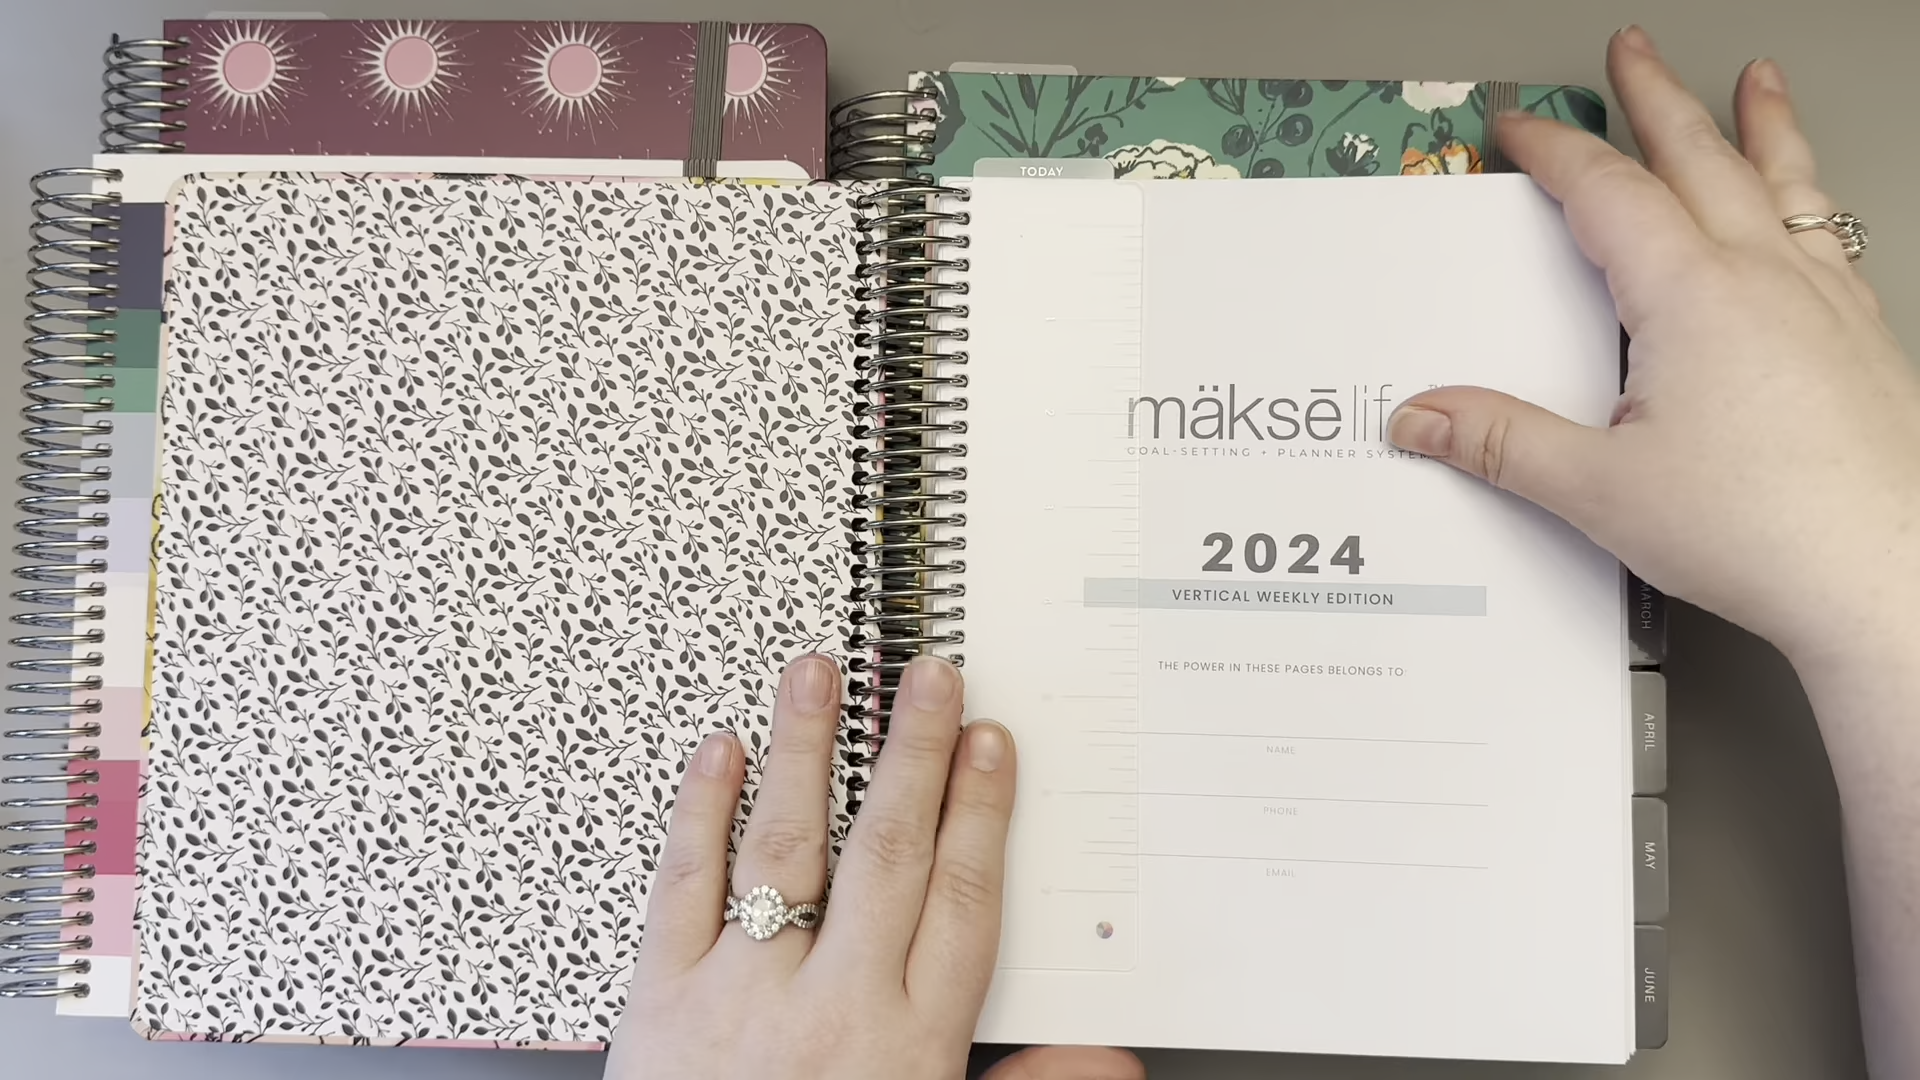 TODAY
mäksē lif
GOAL-SETTING + PLANNER SYSTEM
2024
VERTICAL WEEKLY EDITION
THE POWER IN THESE PAGES BELONGS TO:
NAME
PHONE
EMAIL
MARCH
APRIL
MAY
JUNE